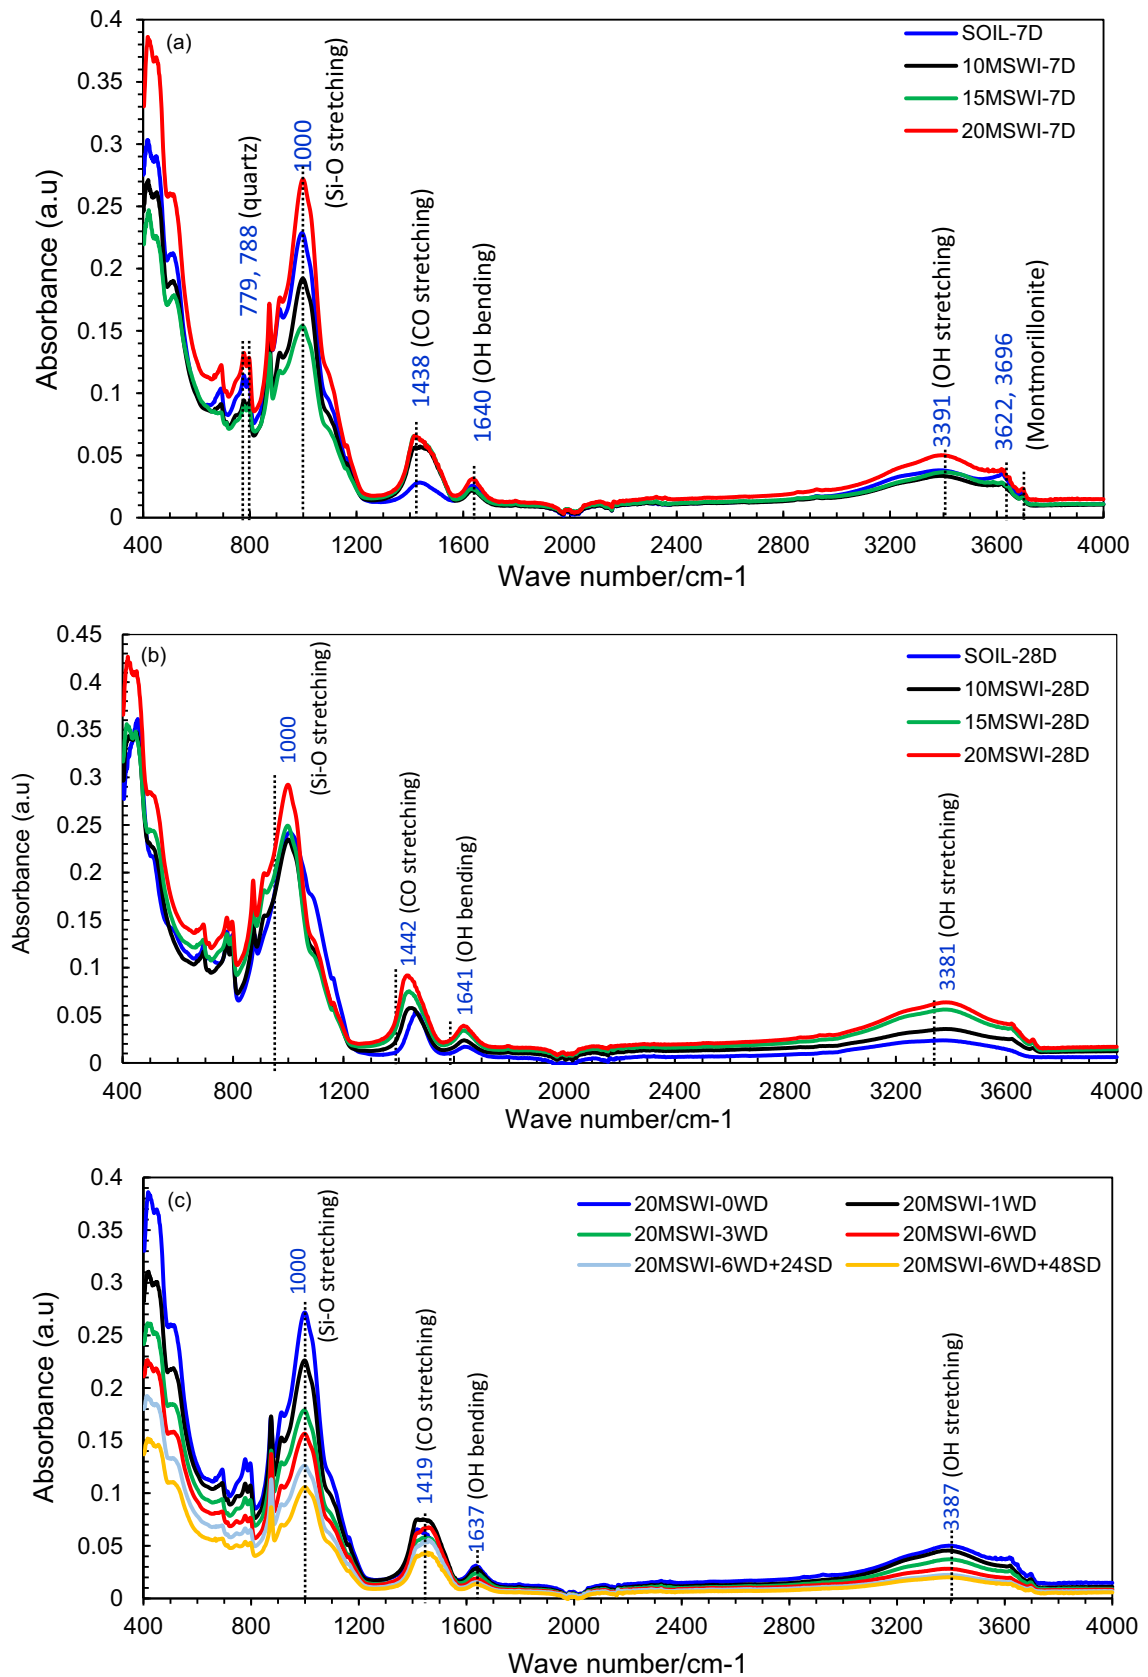 (a)
SOIL-7D
10MSWI-7D
15MSWI-7D
20MSWI-7D
0.4
0.35
0.3
0.25
0.2
0.15
0.1
0.05
0
Absorbance (a.u)
779, 788 (quartz)
1000
(Si-O stretching)
1438 (CO stretching)
1640 (OH bending)
3391 (OH stretching)
3622, 3696
(Montmorillonite)
400 800 1200 1600 2000 2400 2800 3200 3600 4000
Wave number/cm-1
(b)
SOIL-28D
10MSWI-28D
15MSWI-28D
20MSWI-28D
0.45
0.4
0.35
0.3
0.25
0.2
0.15
0.1
0.05
0
Absorbance (a.u)
1000
(Si-O stretching)
1442 (CO stretching)
1641 (OH bending)
3381 (OH stretching)
400 800 1200 1600 2000 2400 2800 3200 3600 4000
Wave number/cm-1
(c)
20MSWI-0WD 20MSWI-1WD
20MSWI-3WD 20MSWI-6WD
20MSWI-6WD+24SD 20MSWI-6WD+48SD
0.4
0.35
0.3
0.25
0.2
0.15
0.1
0.05
0
Absorbance (a.u)
1000
(Si-O stretching)
1419 (CO stretching)
1637 (OH bending)
3387 (OH stretching)
400 800 1200 1600 2000 2400 2800 3200 3600 4000
Wave number/cm-1